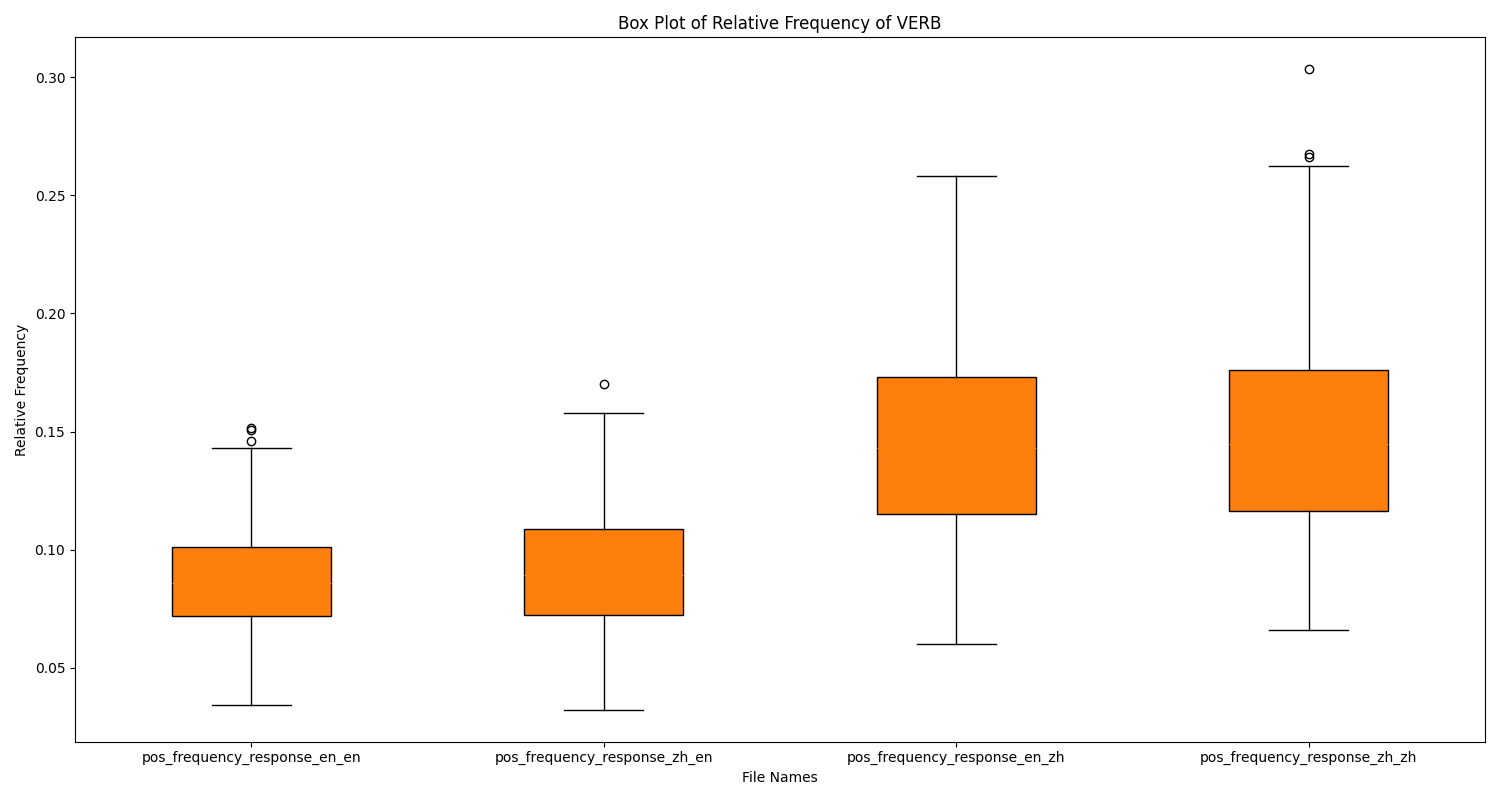 Box Plot of Relative Frequency of VERB
0.30
0.25
0.20
0.15
0.10
0.05
Relative Frequency
pos_frequency_response_en_en
pos_frequency_response_zh_en
pos_frequency_response_en_zh
pos_frequency_response_zh_zh
File Names